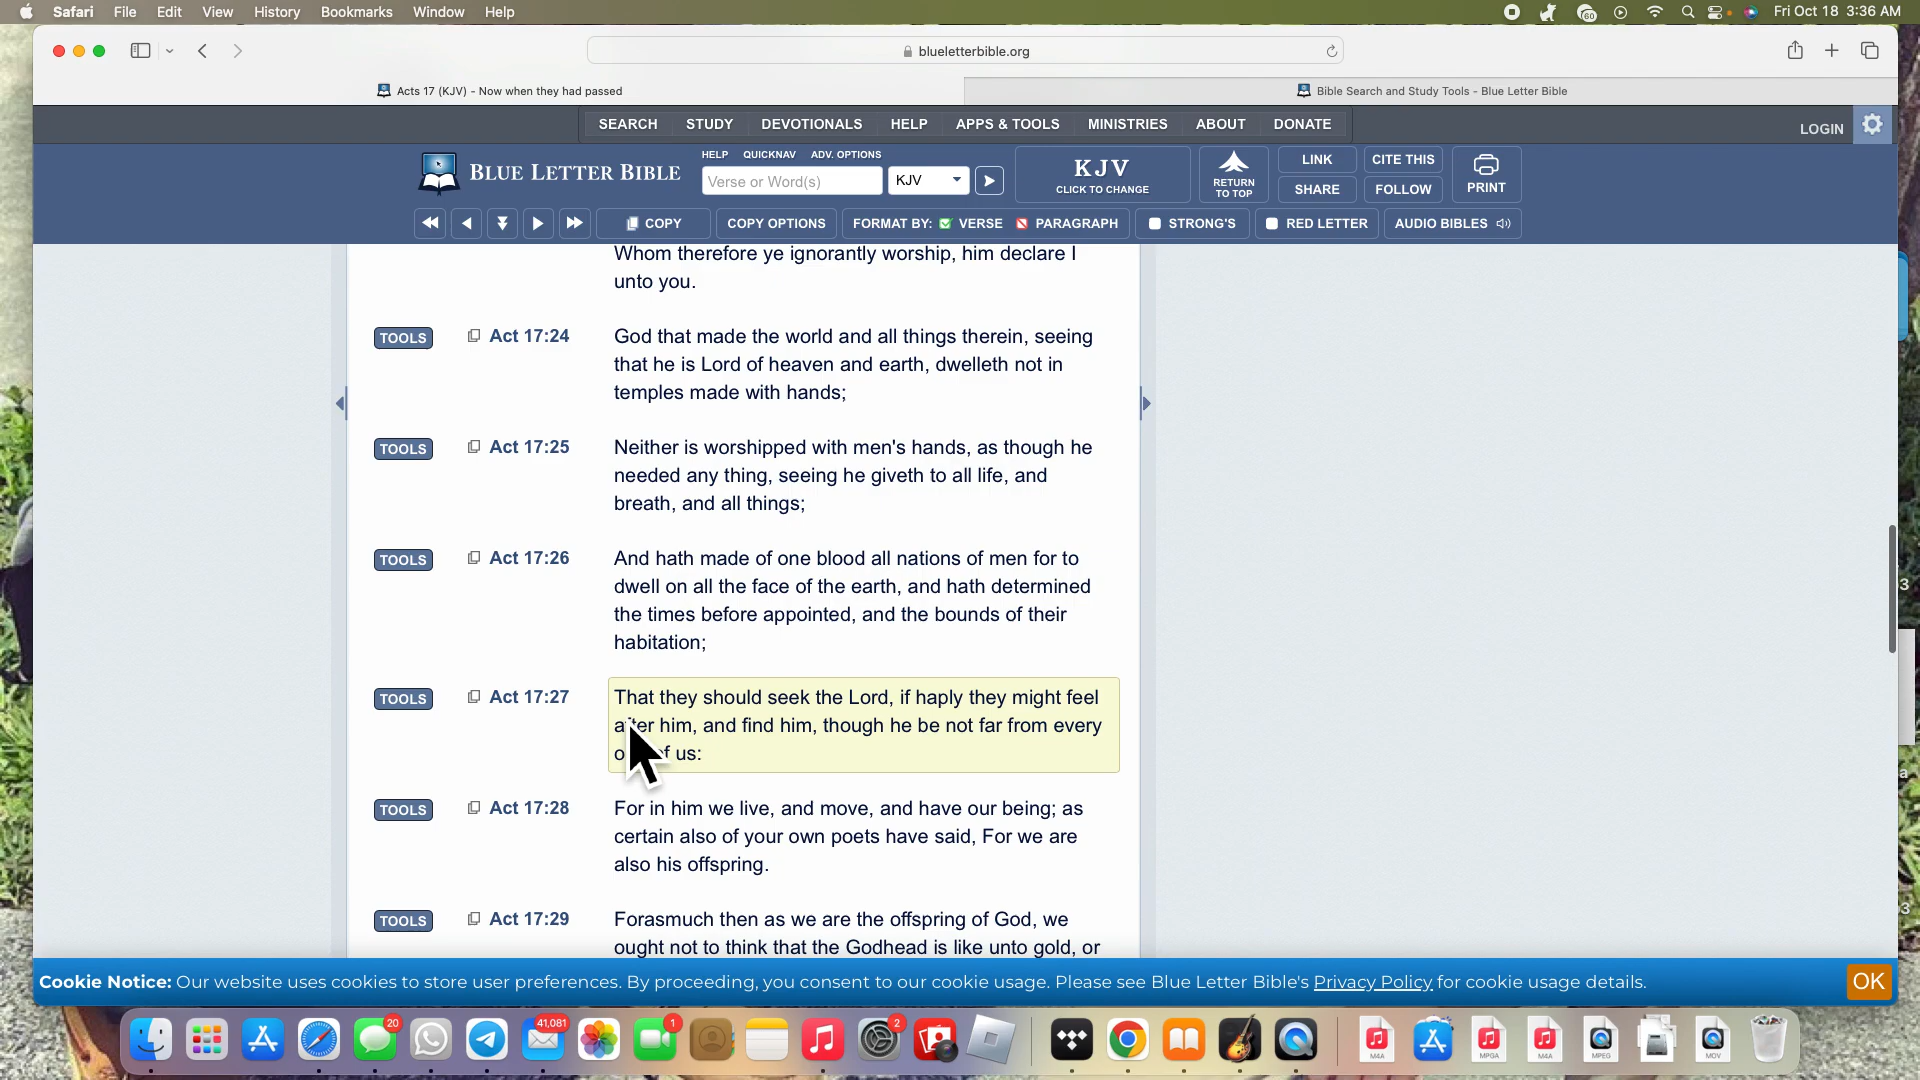 Safari File Edit View History Bookmarks Window Help
60
Fri Oct 18 3:36 AM
blueletterbible.org
Acts 17 (KJV) - Now when they had passed
Bible Search and Study Tools - Blue Letter Bible
SEARCH STUDY DEVOTIONALS HELP APPS & TOOLS MINISTRIES ABOUT DONATE
LOGIN
BLUE LETTER BIBLE
HELP QUICKNAV ADV. OPTIONS
Verse or Word(s)
KJV
KJV
CLICK TO CHANGE
RETURN
TO TOP
LINK
CITE THIS
SHARE
FOLLOW
PRINT
COPY
COPY OPTIONS
FORMAT BY: VERSE PARAGRAPH
STRONG'S
RED LETTER
AUDIO BIBLES
Whom therefore ye ignorantly worship, him declare I
unto you.
TOOLS
Act 17:24
God that made the world and all things therein, seeing
that he is Lord of heaven and earth, dwelleth not in
temples made with hands;
TOOLS
Act 17:25
Neither is worshipped with men's hands, as though he
needed any thing, seeing he giveth to all life, and
breath, and all things;
TOOLS
Act 17:26
And hath made of one blood all nations of men for to
dwell on all the face of the earth, and hath determined
the times before appointed, and the bounds of their
habitation;
TOOLS
Act 17:27
That they should seek the Lord, if haply they might feel
him, and find him, though he be not far from every
us:
TOOLS
Act 17:28
For in him we live, and move, and have our being; as
certain also of your own poets have said, For we are
also his offspring.
TOOLS
Act 17:29
Forasmuch then as we are the offspring of God, we
ought not to think that the Godhead is like unto gold, or
Cookie Notice: Our website uses cookies to store user preferences. By proceeding, you consent to our cookie usage. Please see Blue Letter Bible's Privacy Policy for cookie usage details.
OK
20
41,081
1
2
M4A
MPGA
M4A
MPEG
MOV